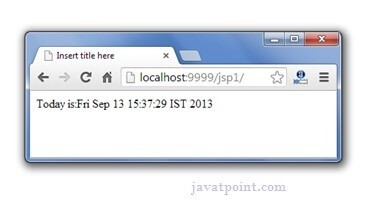 Insert title here
localhost:9999/jsp1/
Today is:Fri Sep 13 15:37:29 IST 2013
javatpoint.com